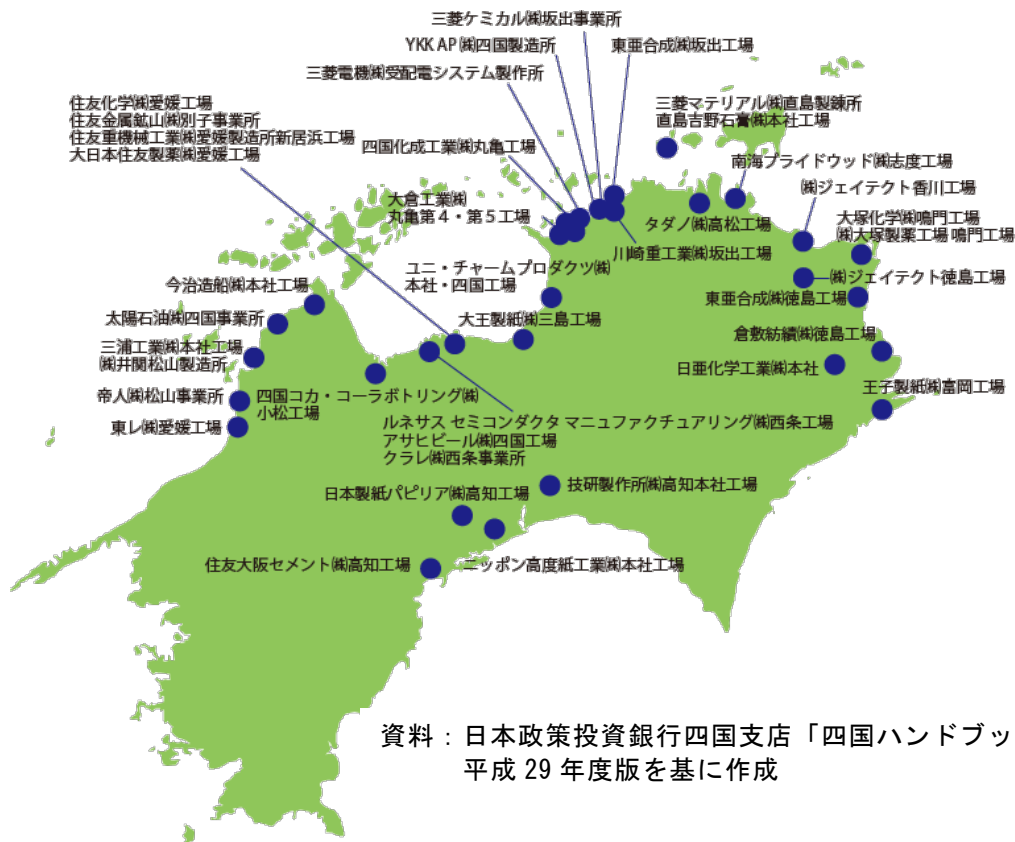 三菱ケミカル㈱坂出事業所
YKK AP ㈱四国製造所
東亜合成㈱坂出工場
三菱電機㈱受配電システム製作所
住友化学㈱愛媛工場
住友金属鉱山㈱別子事業所
住友重機械工業㈱愛媛製造所新居浜工場
大日本住友製薬㈱愛媛工場
三菱マテリアル㈱直島製錬所
直島吉野石膏㈱本社工場
四国化成工業㈱丸亀工場
南海プライドウッド㈱志度工場
㈱ジェイテクト香川工場
大倉工業㈱
丸亀第４・第５工場
タダノ㈱高松工場
大塚化学㈱鳴門工場
㈱大塚製薬工場 鳴門工場
川崎重工業㈱坂出工場
ユニ・チャームプロダクツ㈱
本社・四国工場
㈱ジェイテクト徳島工場
今治造船㈱本社工場
東亜合成㈱徳島工場
太陽石油㈱四国事業所
大王製紙㈱三島工場
倉敷紡績㈱徳島工場
三浦工業㈱本社工場
㈱井関松山製造所
日亜化学工業㈱本社
王子製紙㈱富岡工場
帝人㈱松山事業所
四国コカ・コーラボトリング㈱
小松工場
東レ㈱愛媛工場
ルネサス セミコンダクタ マニュファクチュアリング㈱西条工場
アサヒビール㈱四国工場
クラレ㈱西条事業所
技研製作所㈱高知本社工場
日本製紙パピリア㈱高知工場
住友大阪セメント㈱高知工場
ニッポン高度紙工業㈱本社工場
資料：日本政策投資銀行四国支店「四国ハンドブッ
平成 29 年度版を基に作成